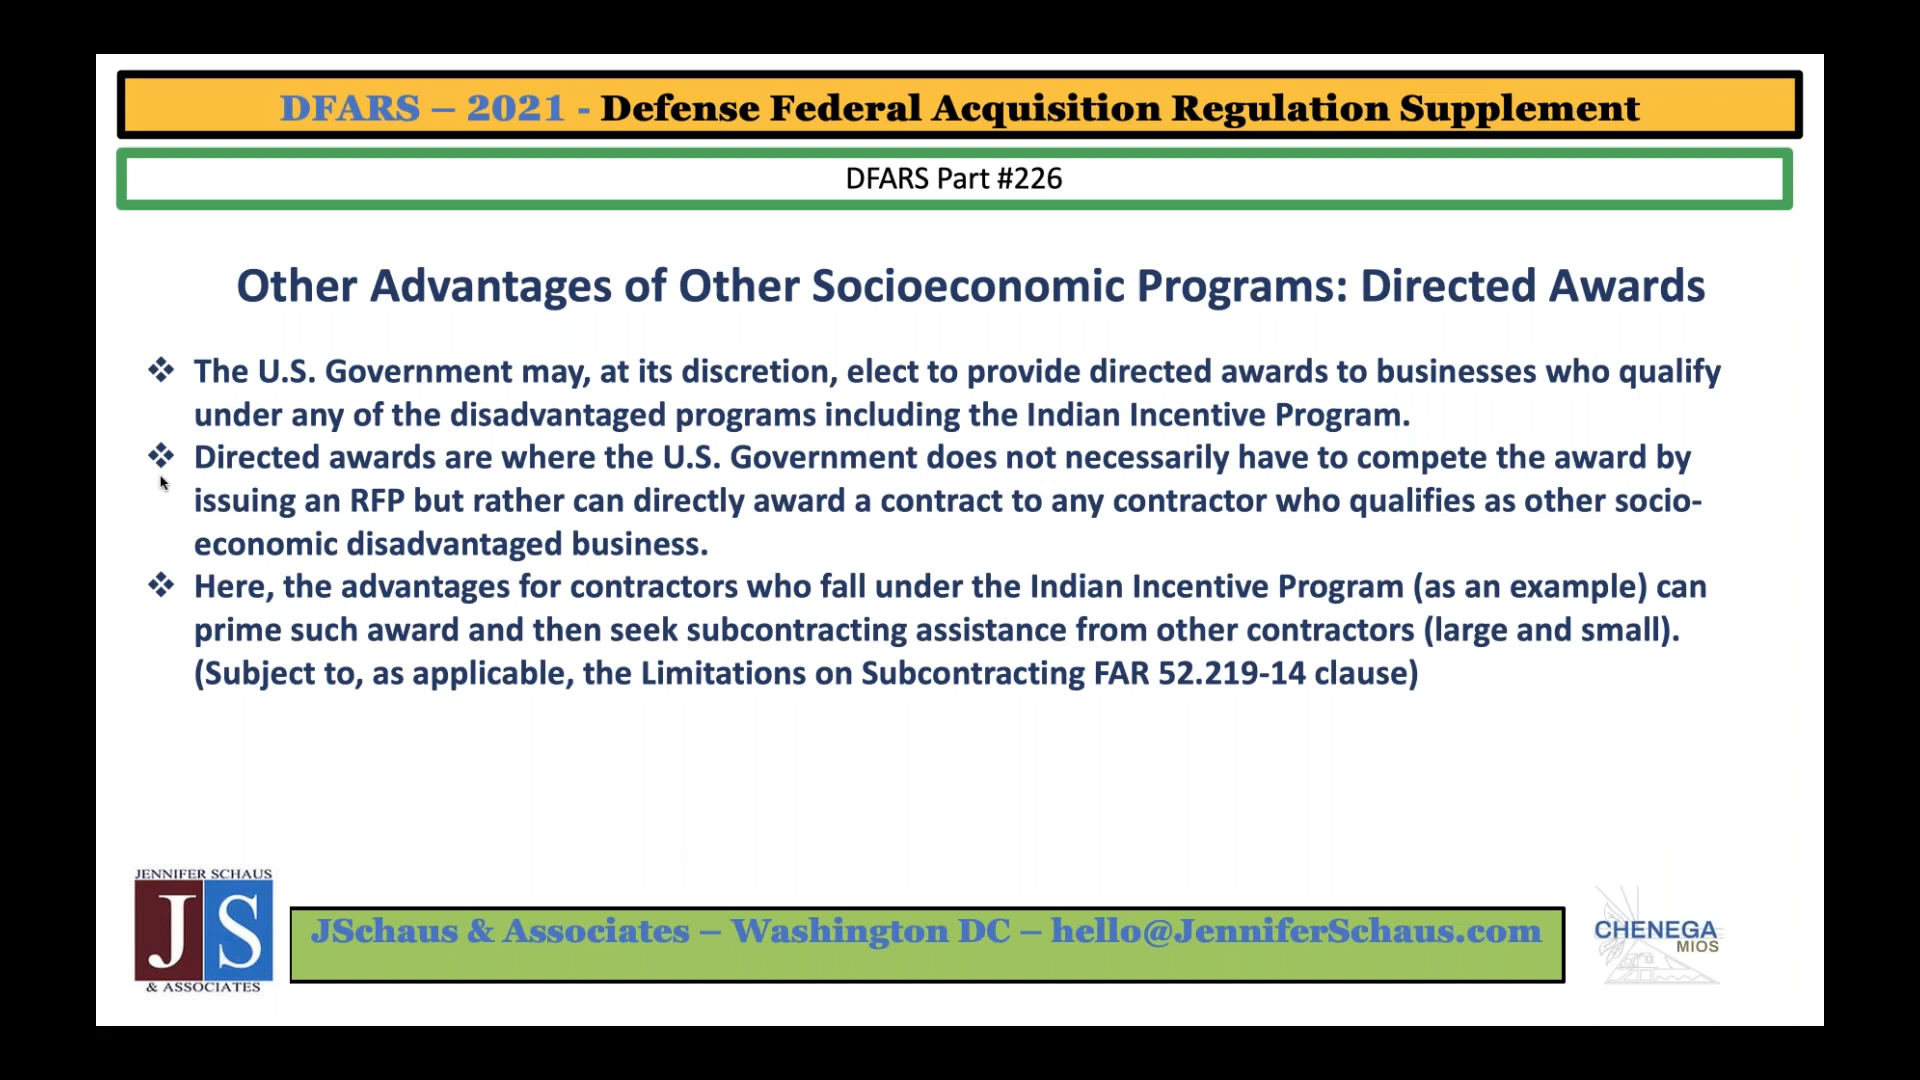 DFARS – 2021 - Defense Federal Acquisition Regulation Supplement
DFARS Part #226
Other Advantages of Other Socioeconomic Programs: Directed Awards
❖ The U.S. Government may, at its discretion, elect to provide directed awards to businesses who qualify
under any of the disadvantaged programs including the Indian Incentive Program.
❖ Directed awards are where the U.S. Government does not necessarily have to compete the award by
issuing an RFP but rather can directly award a contract to any contractor who qualifies as other socio-
economic disadvantaged business.
❖ Here, the advantages for contractors who fall under the Indian Incentive Program (as an example) can
prime such award and then seek subcontracting assistance from other contractors (large and small).
(Subject to, as applicable, the Limitations on Subcontracting FAR 52.219-14 clause)
JENNIFER SCHAUS
JS
& ASSOCIATES
JSchaus & Associates – Washington DC – hello@JenniferSchaus.com
CHENEGA
MIOS